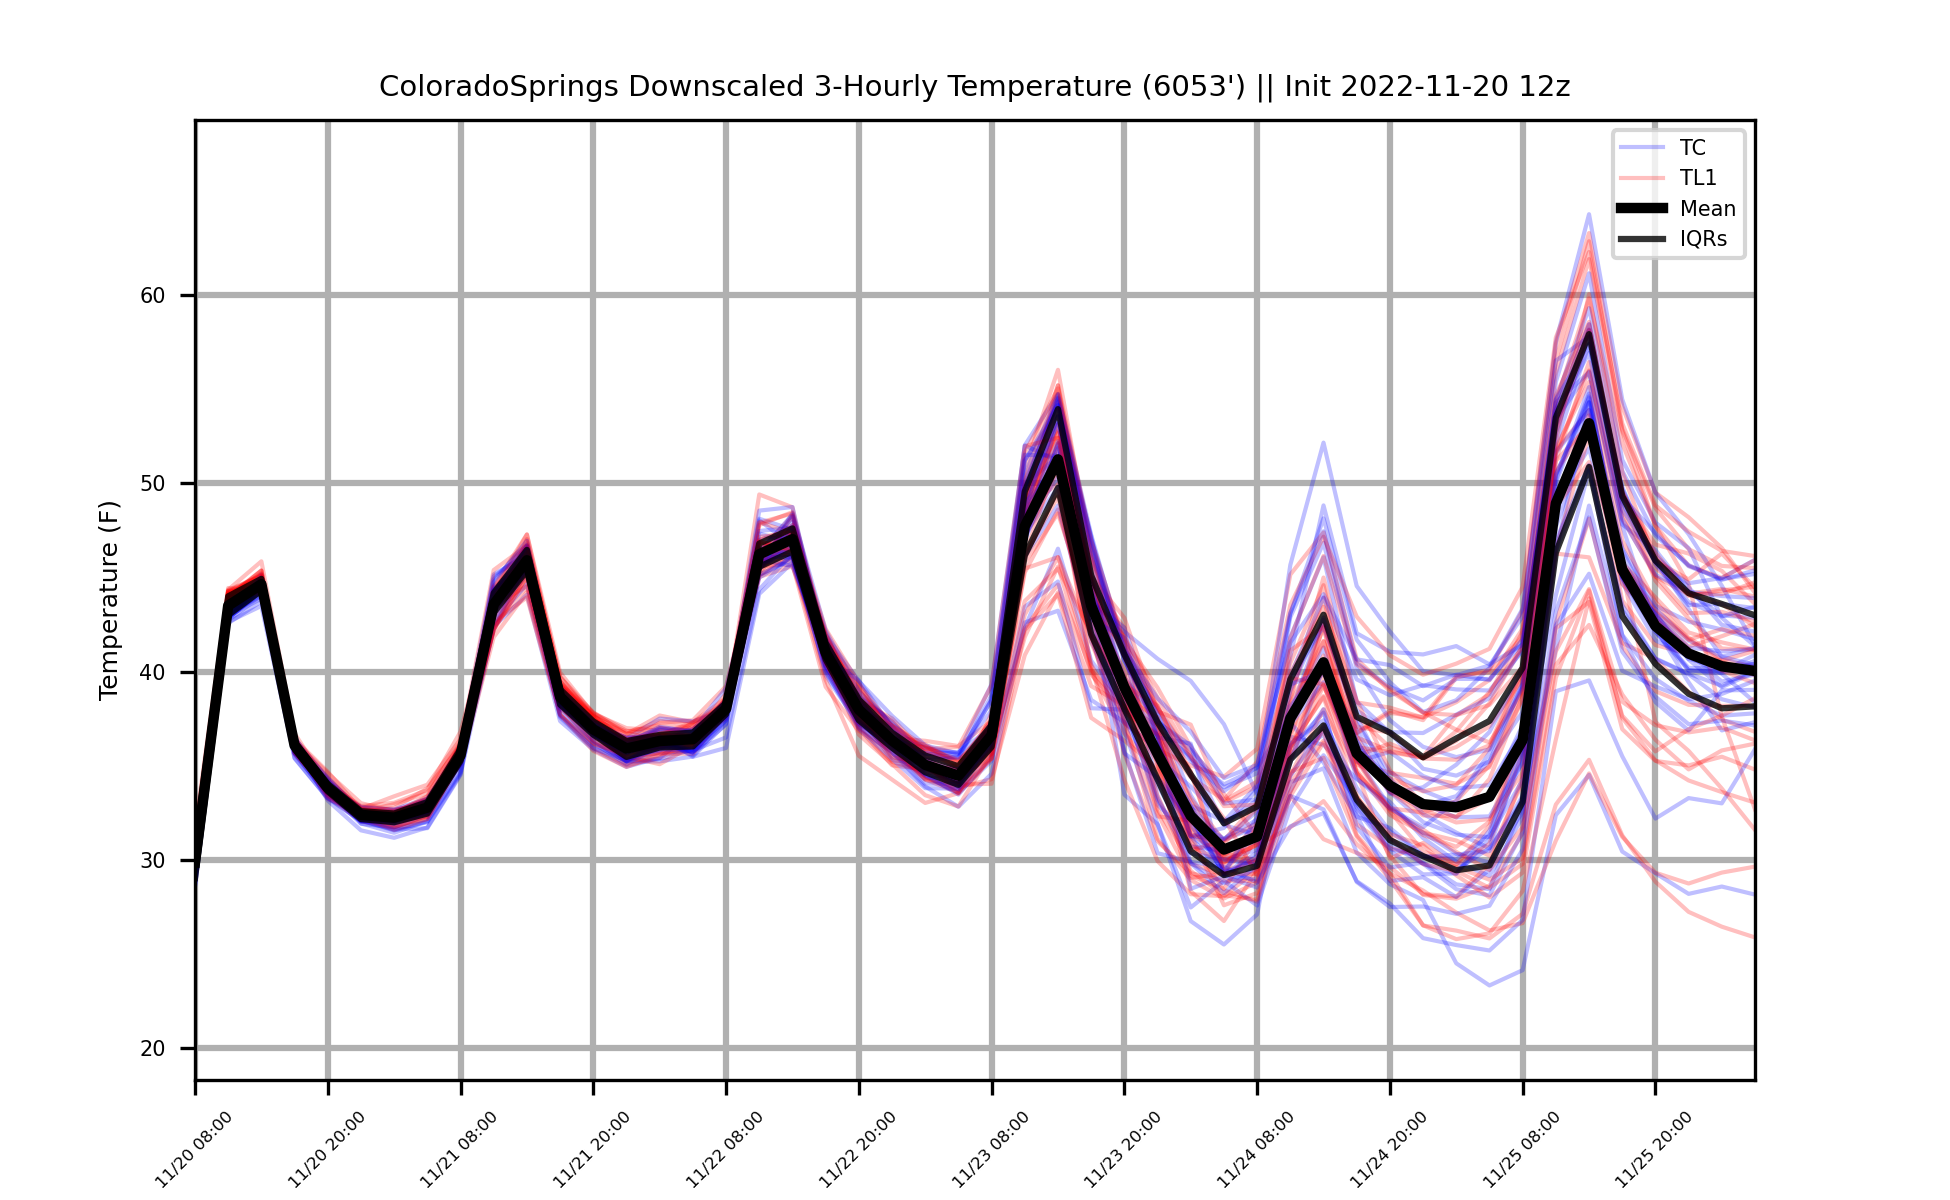 ColoradoSprings Downscaled 3-Hourly Temperature (6053') || Init 2022-11-20 12z
TC
TL1
Mean
IQRs
Temperature (F)
60
50
40
30
20
11/20 08:00
11/20 20:00
11/21 08:00
11/21 20:00
11/22 08:00
11/22 20:00
11/23 08:00
11/23 20:00
11/24 08:00
11/24 20:00
11/25 08:00
11/25 20:00